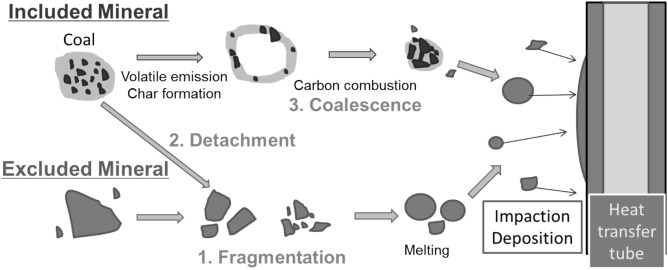 Included Mineral
Coal
Volatile emission
Char formation
Carbon combustion
3. Coalescence
2. Detachment
Excluded Mineral
1. Fragmentation
Melting
Impaction
Deposition
Heat
transfer
tube